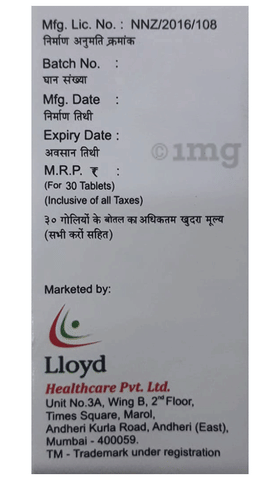 Mfg. Lic. No. : NNZ/2016/108
निर्माण अनुमति क्रमांक
Batch No. :
घान संख्या
Mfg. Date :
निर्माण तिथी
Expiry Date :
अवसान तिथी
©1mg
M.R.P. ₹ :
(For 30 Tablets)
(Inclusive of all Taxes)
३० गोलियों के बोतल का अधिकतम खुदरा मूल्य
(सभी करों सहित)
Marketed by:
Lloyd
Healthcare Pvt. Ltd.
Unit No.3A, Wing B, 2nd Floor,
Times Square, Marol,
Andheri Kurla Road, Andheri (East),
Mumbai - 400059.
TM - Trademark under registration